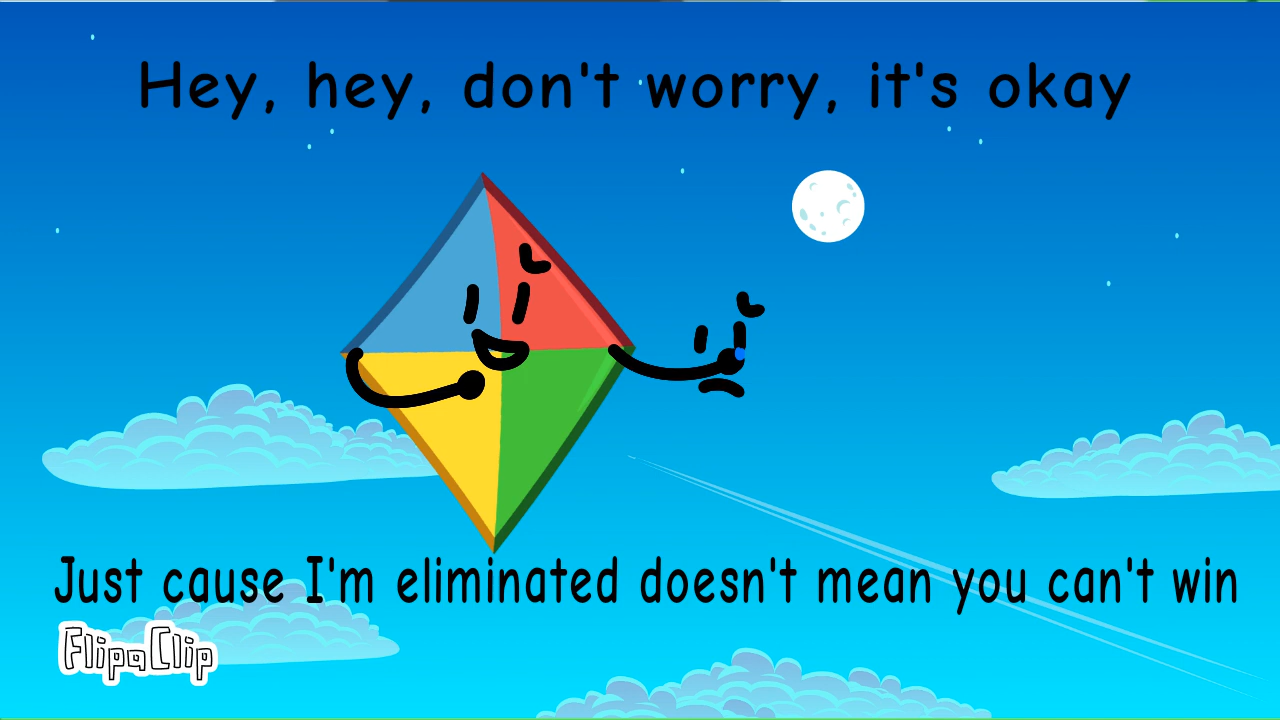 Hey, hey, don't worry, it's okay
Just cause I'm eliminated doesn't mean you can't win
FlipaClip